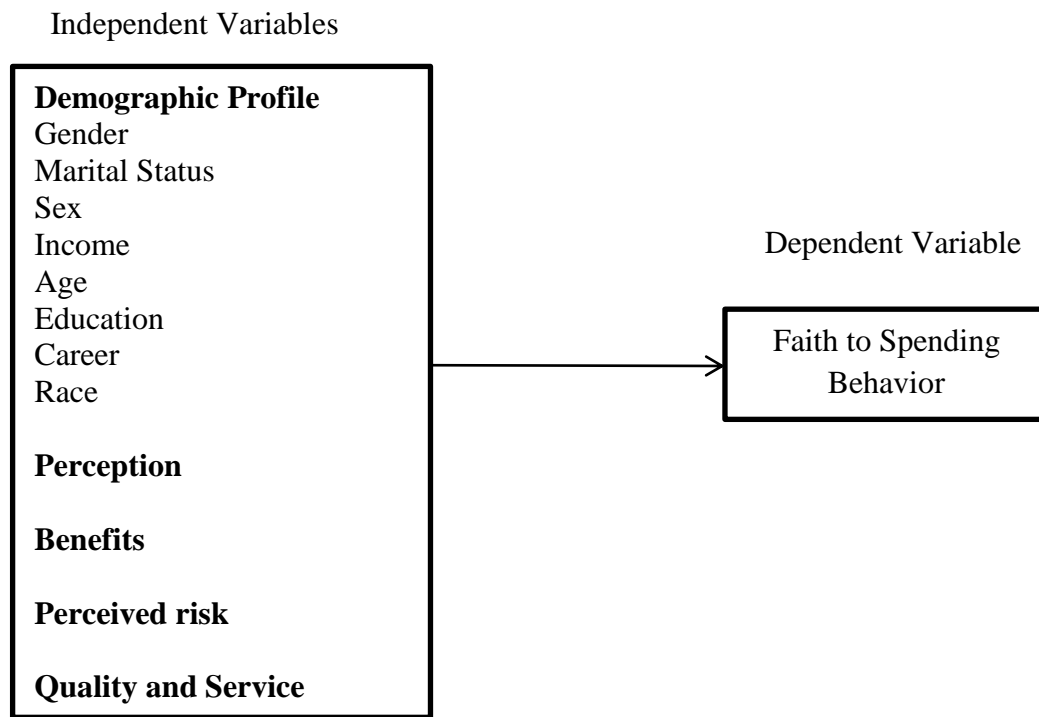 Independent Variables
Demographic Profile
Gender
Marital Status
Sex
Income
Age
Education
Career
Race
Perception
Benefits
Perceived risk
Quality and Service
Dependent Variable
Faith to Spending
Behavior